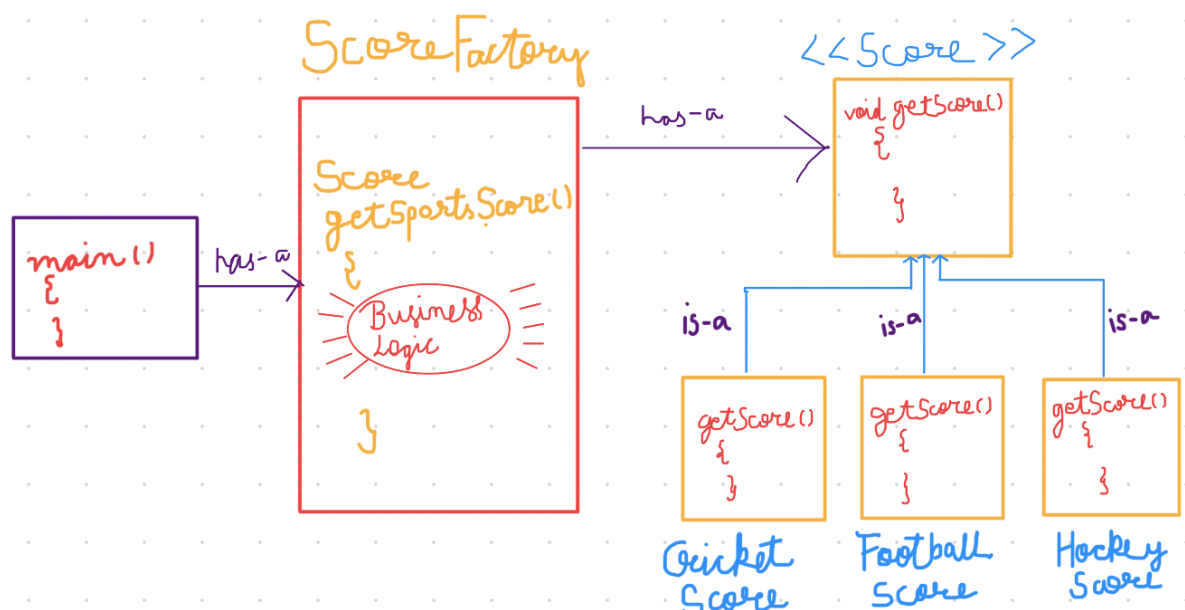 ScoreFactory
<<Score>>
void getScore()
{
}
has-a
Score
getSportsScore()
{
Business
Logic
}
main()
{
}
has-a
is-a
is-a
is-a
getScore()
{
}
getScore()
{
}
getScore()
{
}
Cricket
Score
Football
Score
Hockey
Score